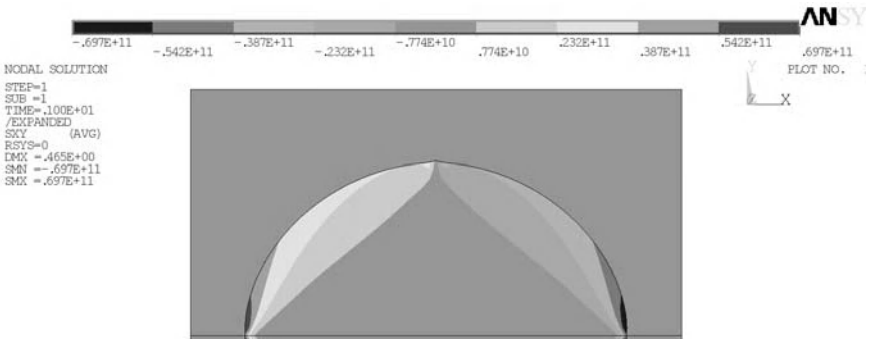 ANSY
-.697E+11 -.542E+11 -.387E+11 -.232E+11 -.774E+10 .774E+10 .232E+11 .387E+11 .542E+11 .697E+11
NODAL SOLUTION
STEP=1
SUB =1
TIME=.100E+01
/EXPANDED
SXY (AVG)
RSYS=0
DMX =.465E+00
SMN =-.697E+11
SMX =.697E+11
Y
Z X
PLOT NO.